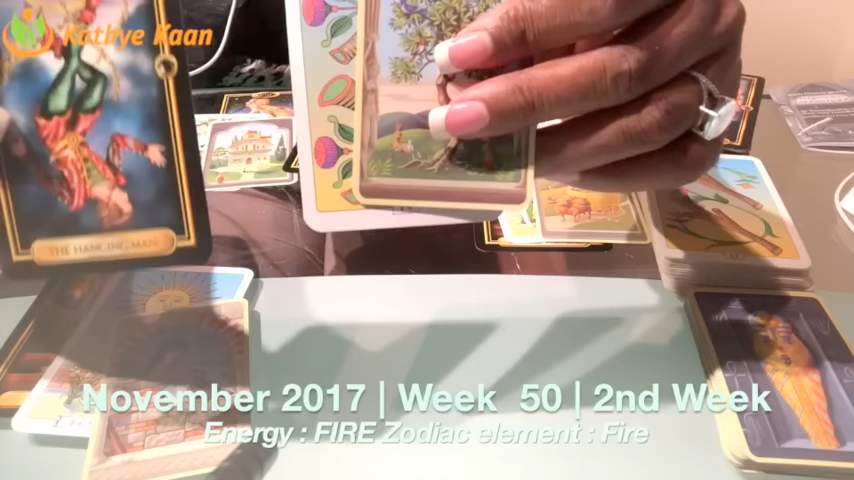 Kathye Kaan
THE HANGING MAN
November 2017 | Week 50 | 2nd Week
Energy : FIRE Zodiac element : Fire